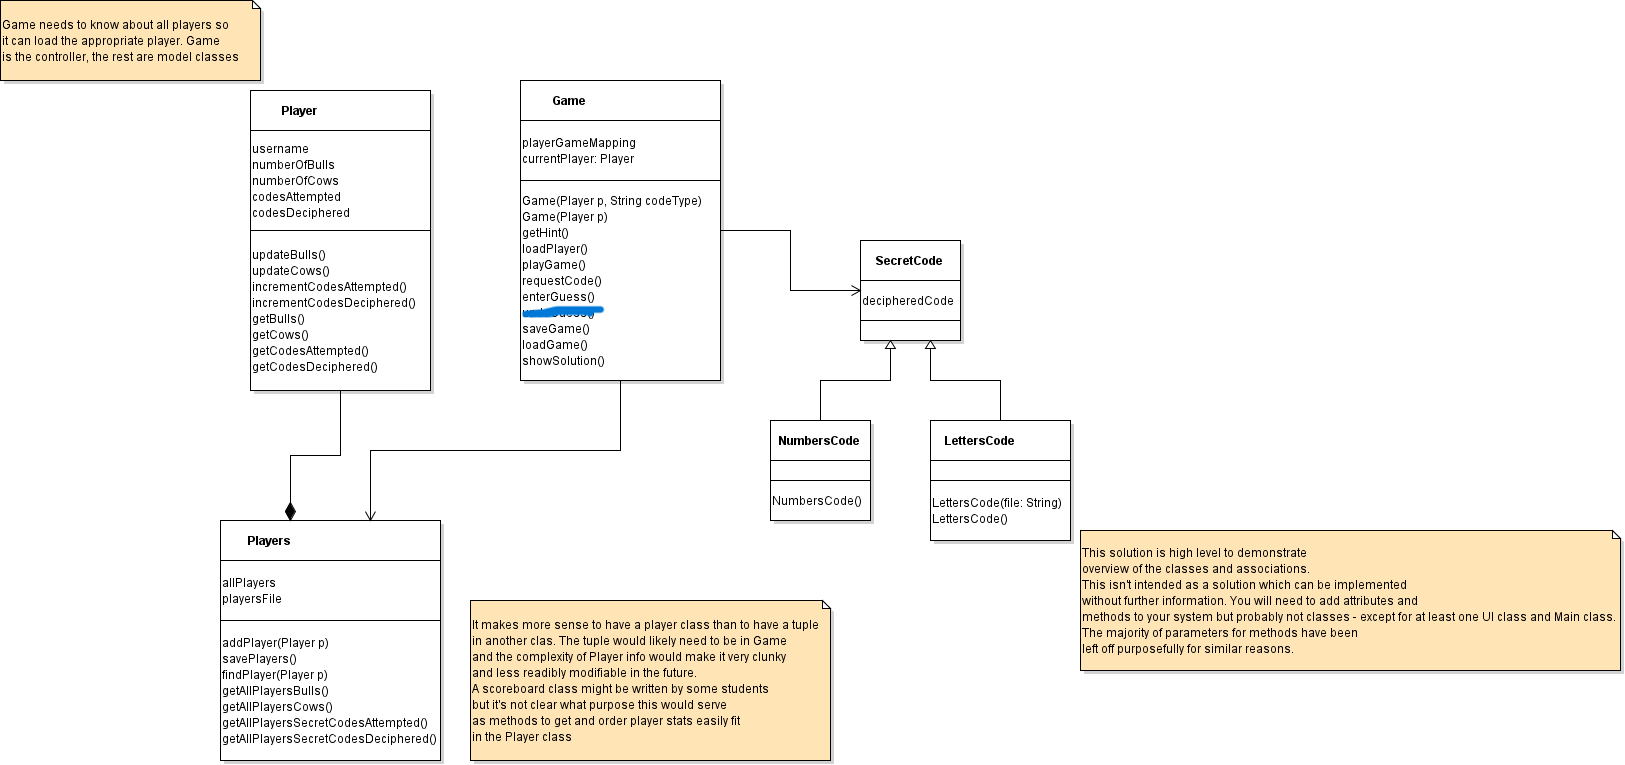 Game needs to know about all players so
it can load the appropriate player. Game
is the controller, the rest are model classes
Player
username
numberOfBulls
numberOfCows
codesAttempted
codesDeciphered
updateBulls()
updateCows()
incrementCodesAttempted()
incrementCodesDeciphered()
getBulls()
getCows()
getCodesAttempted()
getCodesDeciphered()
Game
playerGameMapping
currentPlayer: Player
Game(Player p, String codeType)
Game(Player p)
getHint()
loadPlayer()
playGame()
requestCode()
enterGuess()
saveGame()
loadGame()
showSolution()
SecretCode
decipheredCode
NumbersCode
NumbersCode()
LettersCode
LettersCode(file: String)
LettersCode()
Players
allPlayers
playersFile
addPlayer(Player p)
savePlayers()
findPlayer(Player p)
getAllPlayersBulls()
getAllPlayersCows()
getAllPlayersSecretCodesAttempted()
getAllPlayersSecretCodesDeciphered()
It makes more sense to have a player class than to have a tuple
in another clas. The tuple would likely need to be in Game
and the complexity of Player info would make it very clunky
and less readibly modifiable in the future.
A scoreboard class might be written by some students
but it's not clear what purpose this would serve
as methods to get and order player stats easily fit
in the Player class
This solution is high level to demonstrate
overview of the classes and associations.
This isn't intended as a solution which can be implemented
without further information. You will need to add attributes and
methods to your system but probably not classes - except for at least one UI class and Main class.
The majority of parameters for methods have been
left off purposefully for similar reasons.